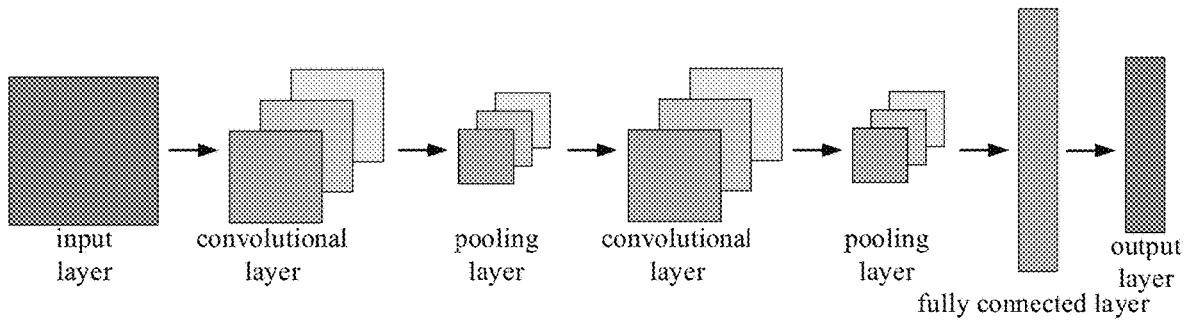 input
layer
convolutional
layer
pooling
layer
convolutional
layer
pooling
layer
fully connected layer
output
layer